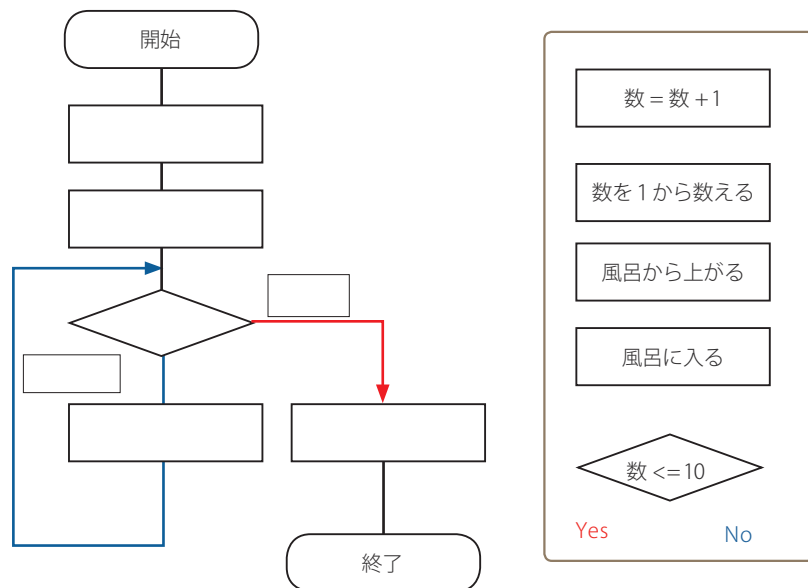 開始
終了
数 = 数 +1
数を 1 から数える
風呂から上がる
風呂に入る
数 <=10
Yes
No